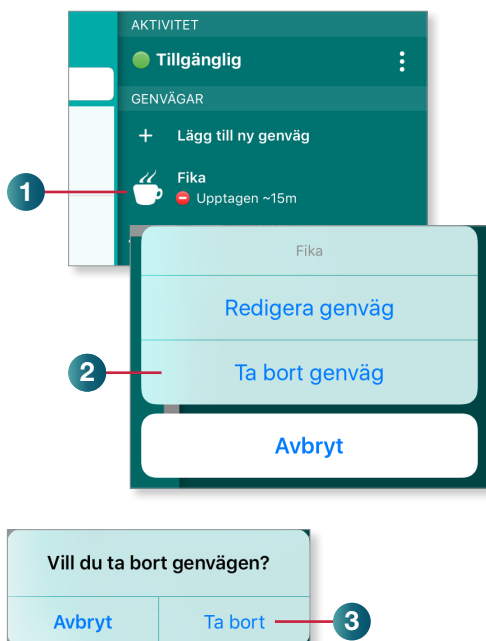 AKTIVITET
Tillgänglig
GENVÄGAR
+ Lägg till ny genväg
Fika
1
Upptagen ~15m
Fika
Redigera genväg
2
Ta bort genväg
Avbryt
Vill du ta bort genvägen?
Avbryt
Ta bort
3